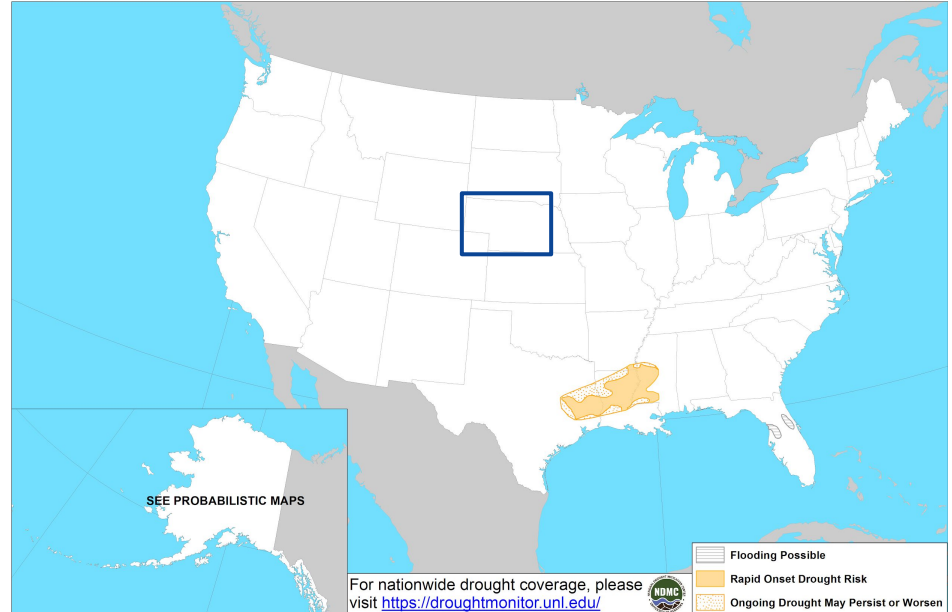 SEE PROBABILISTIC MAPS
For nationwide drought coverage, please
visit https://droughtmonitor.unl.edu/
NDMC
Flooding Possible
Rapid Onset Drought Risk
Ongoing Drought May Persist or Worsen